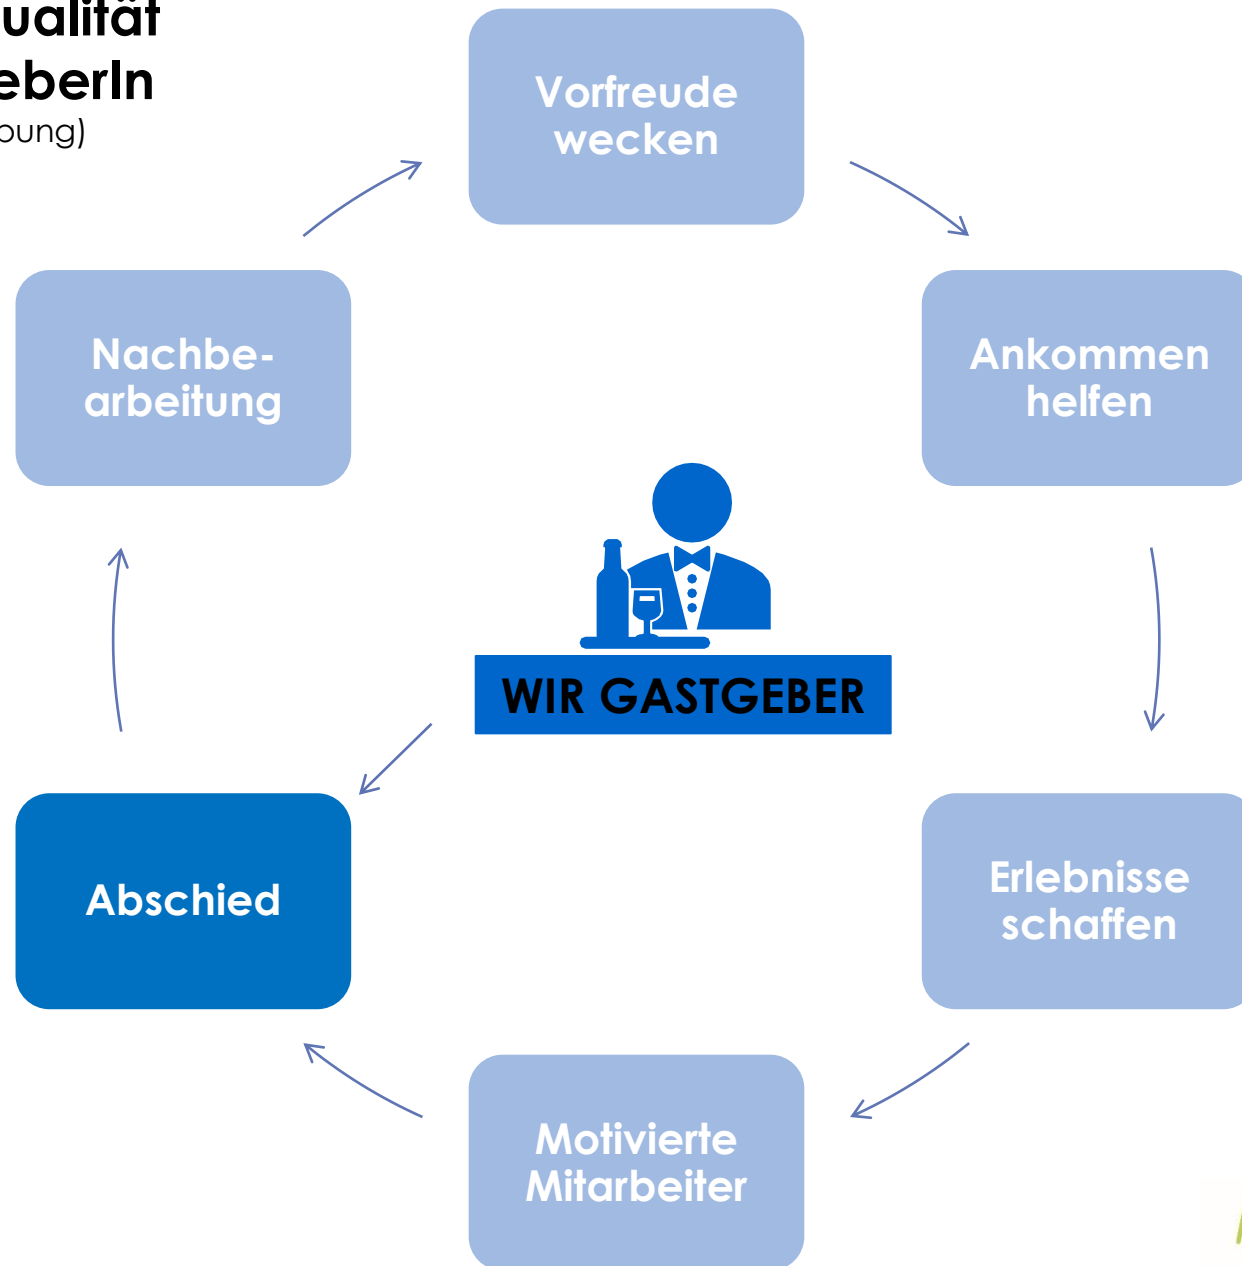 ualität
eberIn
bung)
Vorfreude
wecken
Nachbe-
arbeitung
Ankommen
helfen
WIR GASTGEBER
Abschied
Erlebnisse
schaffen
Motivierte
Mitarbeiter